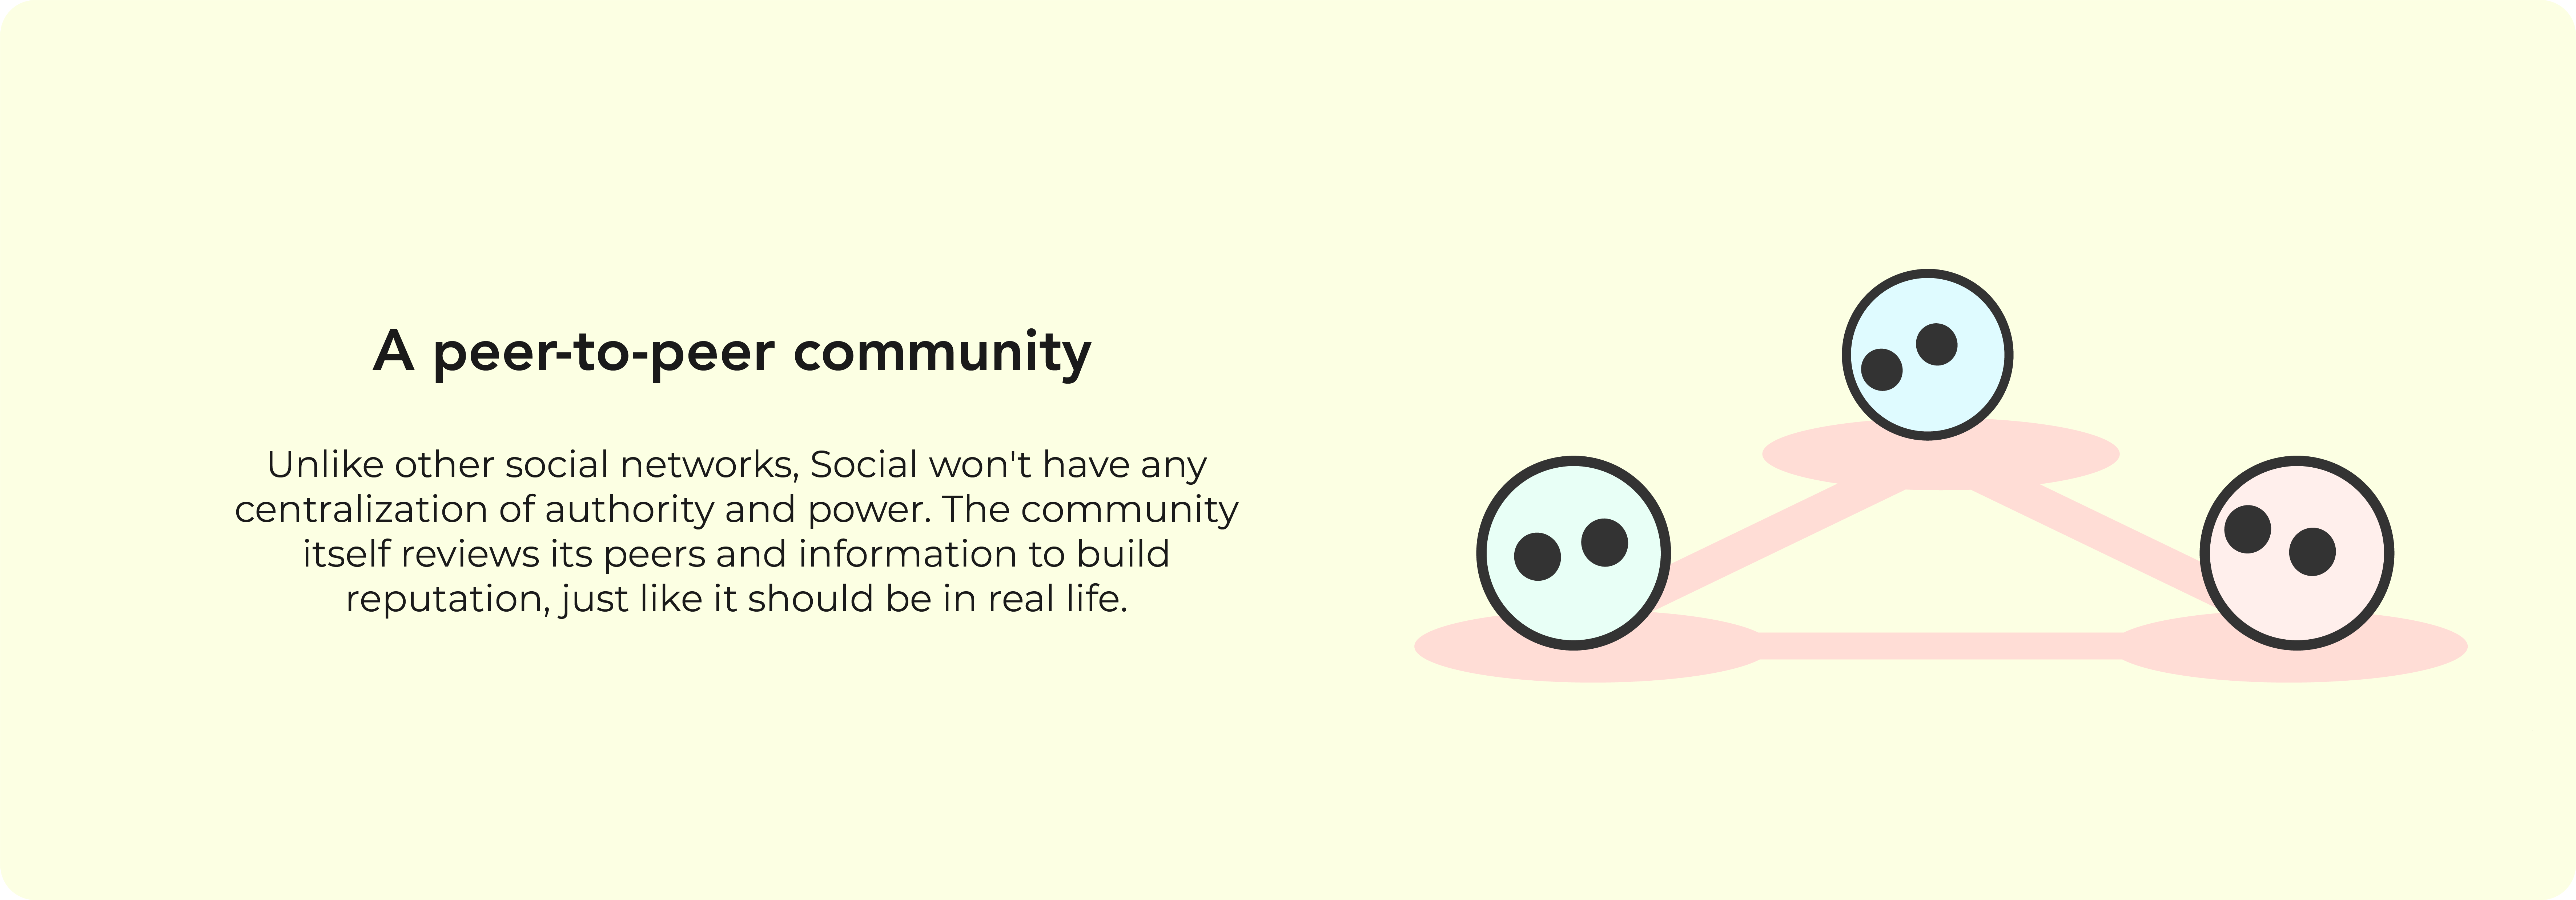 A peer-to-peer community
Unlike other social networks, Social won't have any
centralization of authority and power. The community
itself reviews its peers and information to build
reputation, just like it should be in real life.